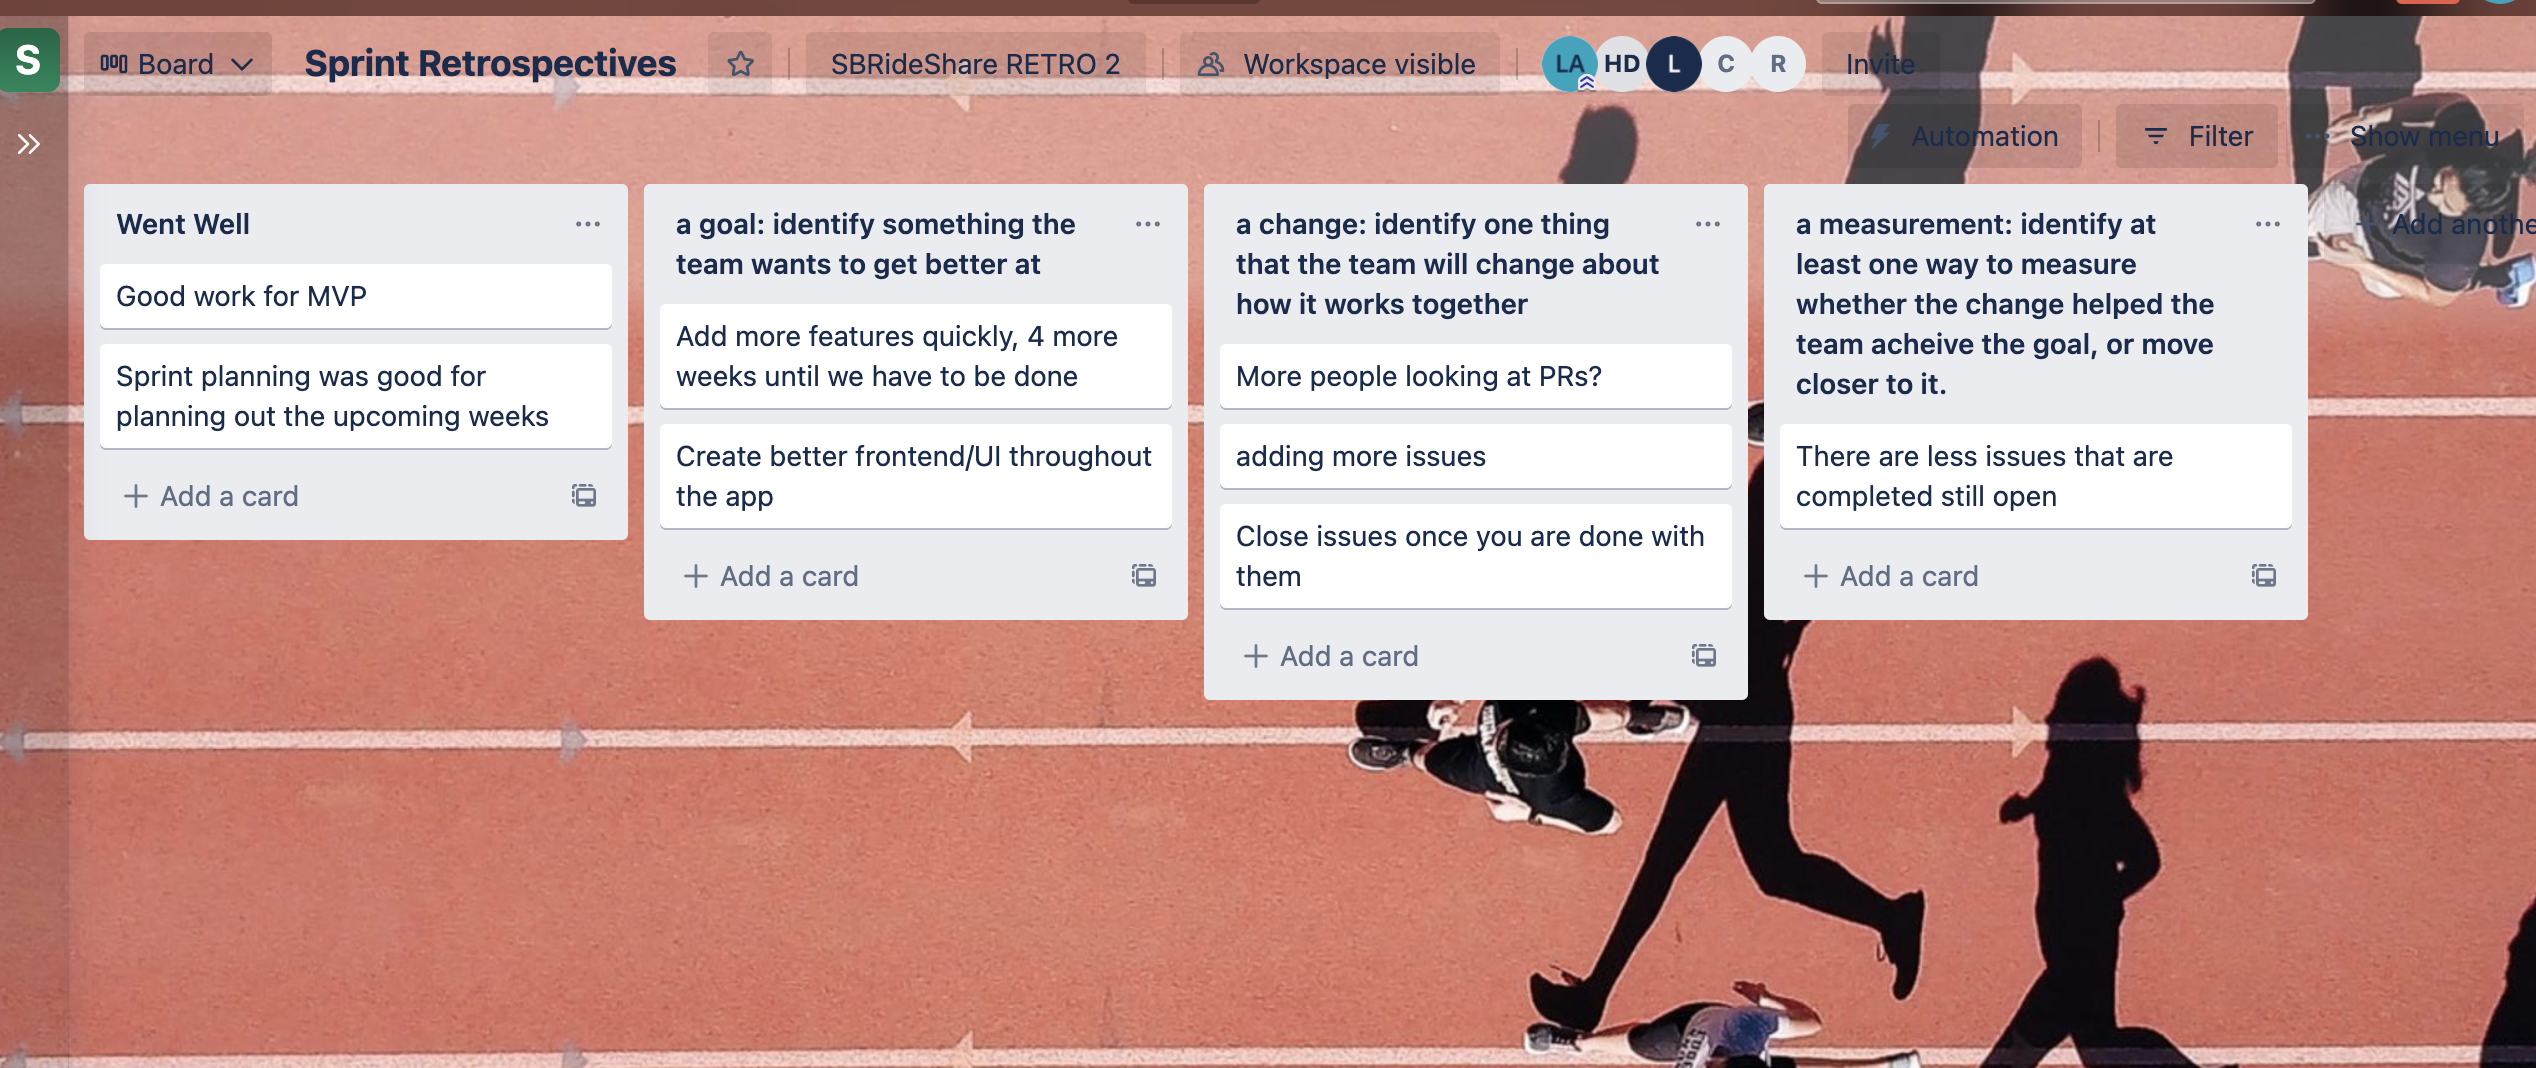 S
Board
Sprint Retrospectives
SBRideShare RETRO 2
Workspace visible
LA
HD
L
C
R
Invite
Automation
Filter
Show menu
Went Well
Good work for MVP
Sprint planning was good for
planning out the upcoming weeks
Add a card
a goal: identify something the
team wants to get better at
Add more features quickly, 4 more
weeks until we have to be done
Create better frontend/UI throughout
the app
Add a card
a change: identify one thing
that the team will change about
how it works together
More people looking at PRs?
adding more issues
Close issues once you are done with
them
Add a card
a measurement: identify at
least one way to measure
whether the change helped the
team acheive the goal, or move
closer to it.
There are less issues that are
completed still open
Add a card
Add anothe